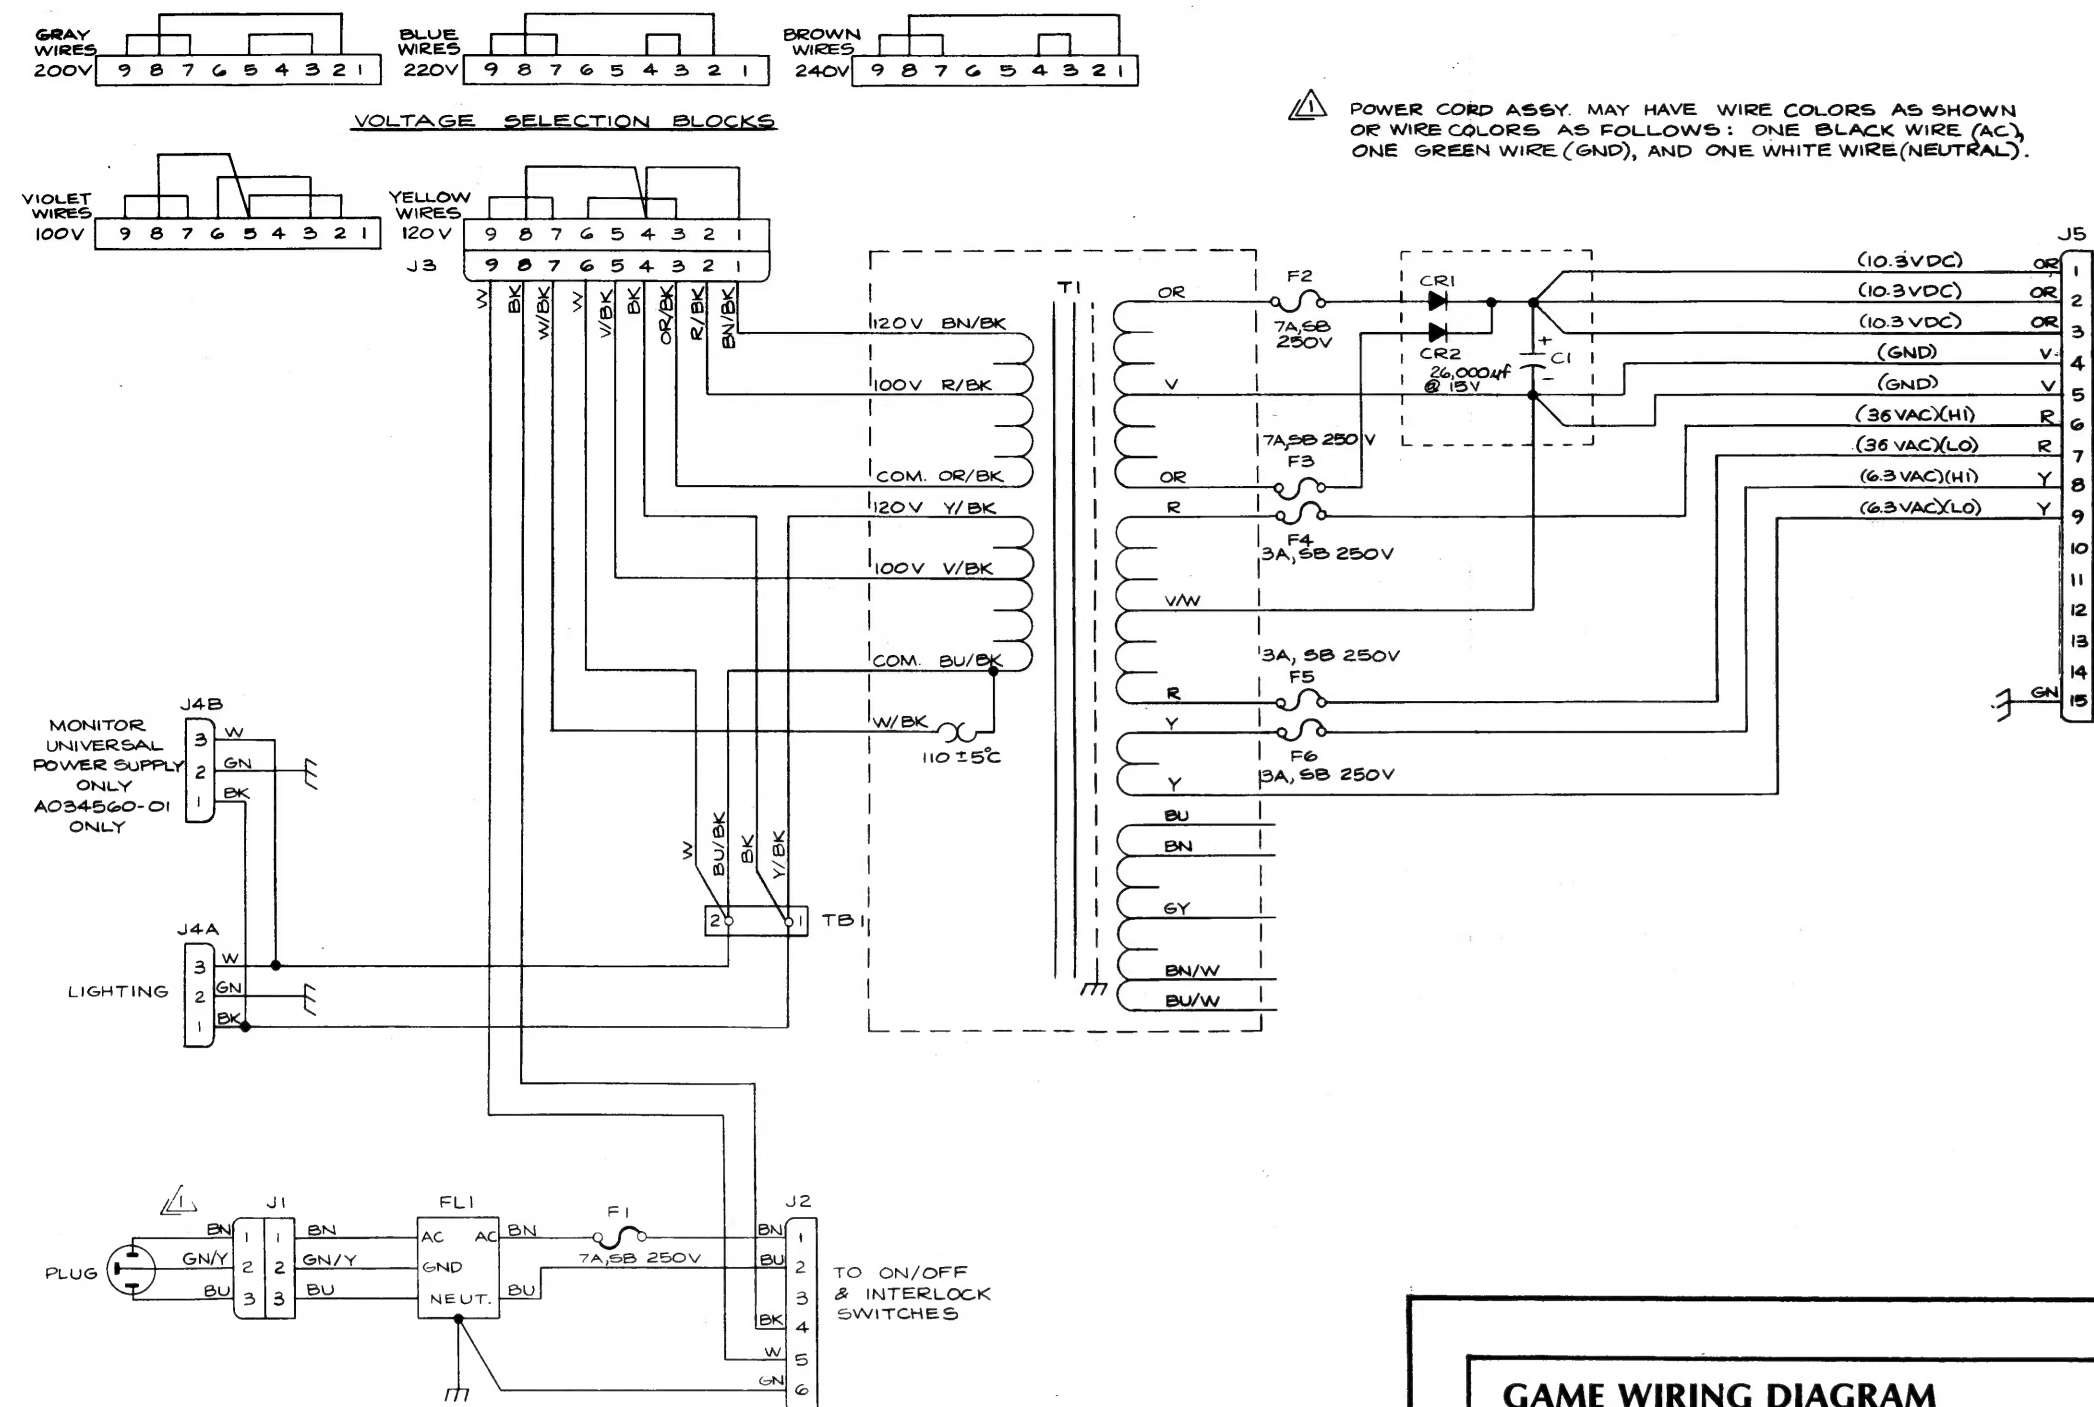 GRAY
WIRES
200V
9 8 7 6 5 4 3 2 1
BLUE
WIRES
220V
9 8 7 6 5 4 3 2 1
BROWN
WIRES
240V
9 8 7 6 5 4 3 2 1
VOLTAGE SELECTION BLOCKS
1 POWER CORD ASSY. MAY HAVE WIRE COLORS AS SHOWN
OR WIRE COLORS AS FOLLOWS: ONE BLACK WIRE (AC),
ONE GREEN WIRE (GND), AND ONE WHITE WIRE (NEUTRAL).
VIOLET
WIRES
100V
9 8 7 6 5 4 3 2 1
YELLOW
WIRES
120V
9 8 7 6 5 4 3 2 1
J3
9 8 7 6 5 4 3 2 1
W
BK
W/BK
W
V/BK
BK
OR/BK
R/BK
BN/BK
120V BN/BK
100V R/BK
COM. OR/BK
120V Y/BK
100V V/BK
COM. BU/BK
W/BK
110 ±5°C
T1
OR
V
OR
R
V/W
R
Y
Y
BU
BN
GY
BN/W
BU/W
F2
7A,SB
250V
7A,SB 250V
F3
F4
3A, SB 250V
3A, SB 250V
F5
F6
3A, SB 250V
CR1
CR2
26,000uf
@ 15V
+
C1
-
J5
(10.3VDC) OR 1
(10.3VDC) OR 2
(10.3VDC) OR 3
(GND) V 4
(GND) V 5
(36 VAC)(HI) R 6
(36 VAC)(LO) R 7
(6.3 VAC)(HI) Y 8
(6.3 VAC)(LO) Y 9
10
11
12
13
14
GN 15
J4B
MONITOR
UNIVERSAL
POWER SUPPLY
ONLY
A034560-01
ONLY
3 W
2 GN
1 BK
W
BU/BK
BK
Y/BK
2 1 TB1
J4A
LIGHTING
3 W
2 GN
1 BK
1
J1
FL1
F1
J2
PLUG
BN 1 1 BN
GN/Y 2 2 GN/Y
BU 3 3 BU
AC AC
GND
NEUT.
BN
BU
7A,SB 250V
BN 1
BU 2
3
BK 4
W 5
GN 6
TO ON/OFF
& INTERLOCK
SWITCHES
GAME WIRING DIAGRAM